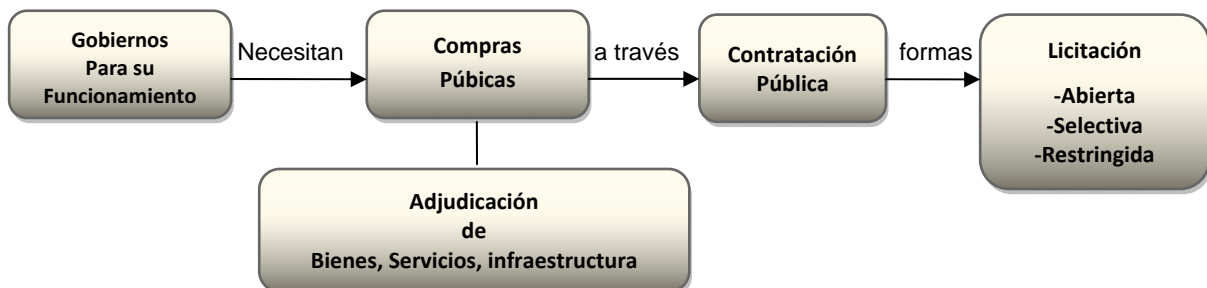 Gobiernos
Para su
Funcionamiento
Necesitan
Compras
Púbicas
a través
Contratación
Pública
formas
Licitación
-Abierta
-Selectiva
-Restringida
Adjudicación
de
Bienes, Servicios, infraestructura